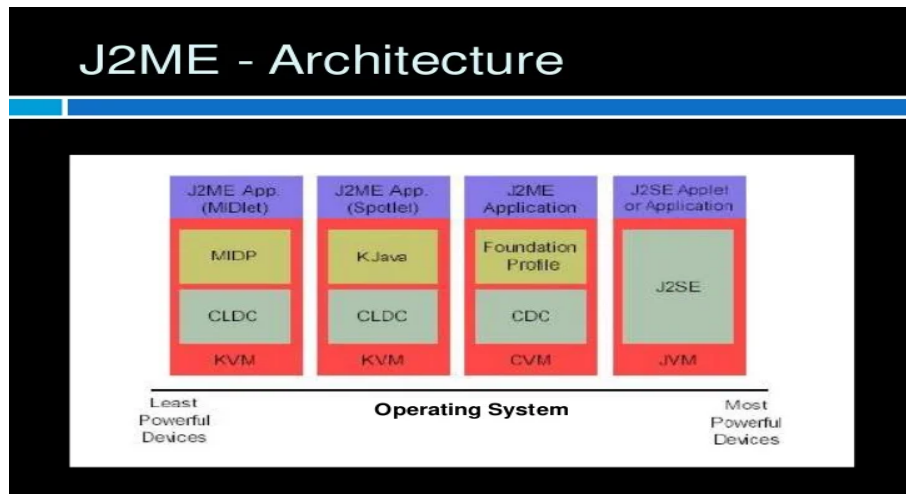 J2ME - Architecture
J2ME App.
(MIDlet)
MIDP
CLDC
KVM
J2ME App.
(Spotlet)
KJava
CLDC
KVM
J2ME
Application
Foundation
Profile
CDC
CVM
J2SE Applet
or Application
J2SE
JVM
Least
Powerful
Devices
Operating System
Most
Powerful
Devices